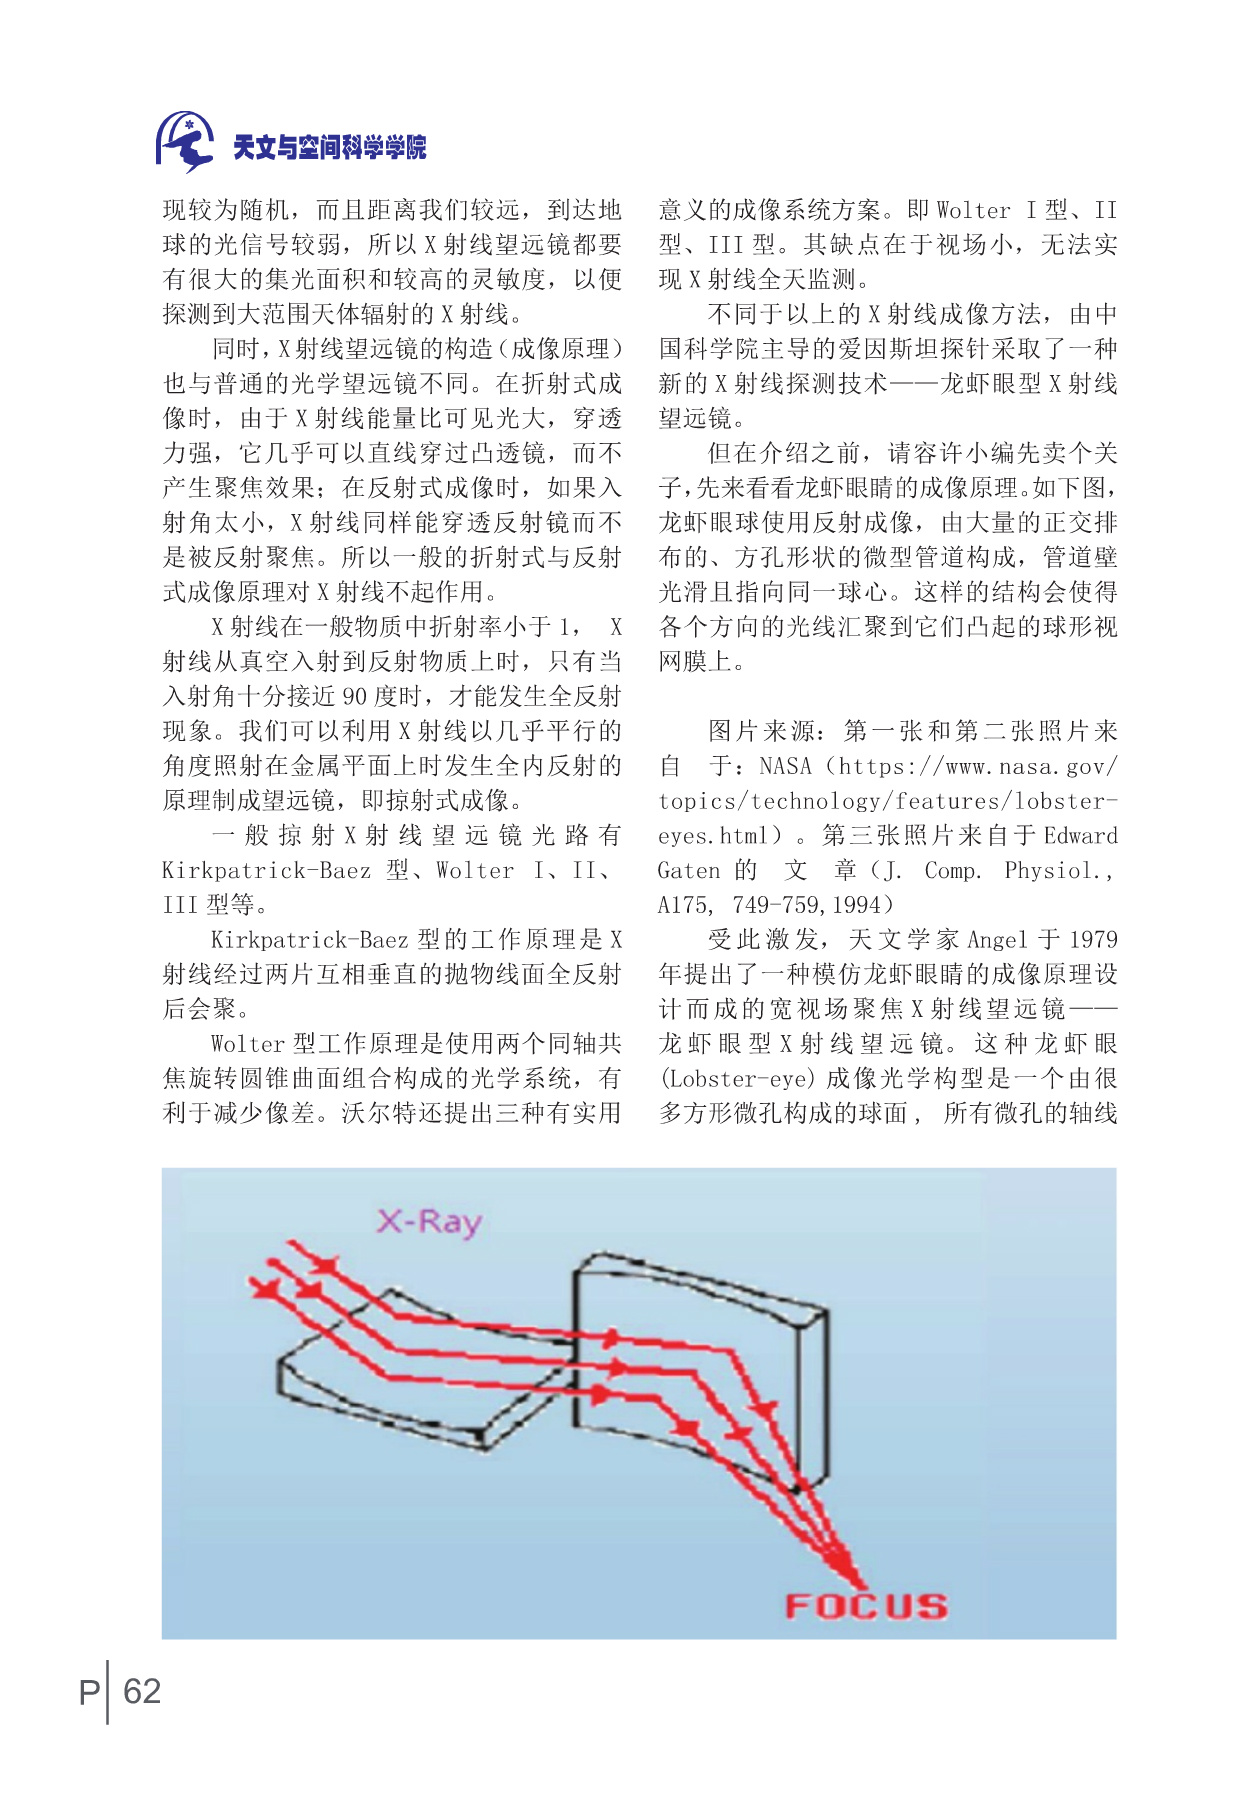 天文与空间科学学院
现较为随机，而且距离我们较远，到达地
球的光信号较弱，所以 X 射线望远镜都要
有很大的集光面积和较高的灵敏度，以便
探测到大范围天体辐射的 X 射线。
同时，X 射线望远镜的构造（成像原理）
也与普通的光学望远镜不同。在折射式成
像时，由于 X 射线能量比可见光大，穿透
力强，它几乎可以直线穿过凸透镜，而不
产生聚焦效果；在反射式成像时，如果入
射角太小，X 射线同样能穿透反射镜而不
是被反射聚焦。所以一般的折射式与反射
式成像原理对 X 射线不起作用。
X 射线在一般物质中折射率小于 1， X
射线从真空入射到反射物质上时，只有当
入射角十分接近 90 度时，才能发生全反射
现象。我们可以利用 X 射线以几乎平行的
角度照射在金属平面上时发生全内反射的
原理制成望远镜，即掠射式成像。
一般掠射 X 射线望远镜光路有
Kirkpatrick-Baez 型、Wolter I、II、
III 型等。
Kirkpatrick-Baez 型的工作原理是 X
射线经过两片互相垂直的抛物线面全反射
后会聚。
Wolter 型工作原理是使用两个同轴共
焦旋转圆锥曲面组合构成的光学系统，有
利于减少像差。沃尔特还提出三种有实用
意义的成像系统方案。即 Wolter I 型、II
型、III 型。其缺点在于视场小，无法实
现 X 射线全天监测。
不同于以上的 X 射线成像方法，由中
国科学院主导的爱因斯坦探针采取了一种
新的 X 射线探测技术——龙虾眼型 X 射线
望远镜。
但在介绍之前，请容许小编先卖个关
子，先来看看龙虾眼睛的成像原理。如下图，
龙虾眼球使用反射成像，由大量的正交排
布的、方孔形状的微型管道构成，管道壁
光滑且指向同一球心。这样的结构会使得
各个方向的光线汇聚到它们凸起的球形视
网膜上。
图片来源：第一张和第二张照片来
自 于：NASA（https://www.nasa.gov/
topics/technology/features/lobster-
eyes.html）。第三张照片来自于 Edward
Gaten 的 文 章（J. Comp. Physiol.,
A175, 749-759,1994）
受此激发，天文学家 Angel 于 1979
年提出了一种模仿龙虾眼睛的成像原理设
计而成的宽视场聚焦 X 射线望远镜——
龙虾眼型 X 射线望远镜。这种龙虾眼
(Lobster-eye) 成像光学构型是一个由很
多方形微孔构成的球面， 所有微孔的轴线
X-Ray
FOCUS
P 62